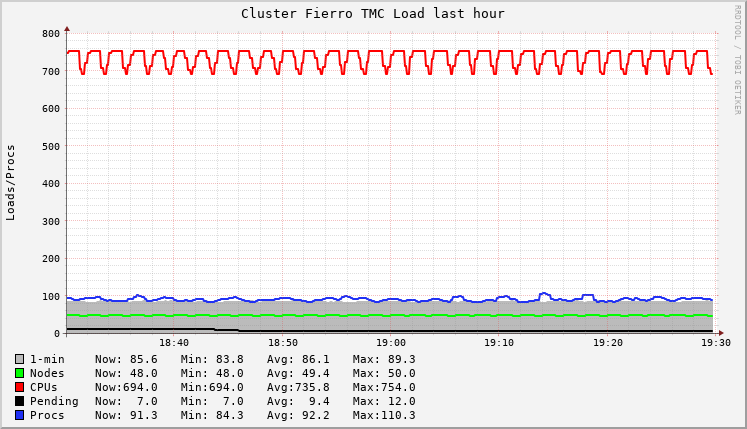 Cluster Fierro TMC Load last hour
RRDTOOL / TOBI OETIKER
Loads/Procs
800
700
600
500
400
300
200
100
0
18:40 18:50 19:00 19:10 19:20 19:30
1-min Now: 85.6 Min: 83.8 Avg: 86.1 Max: 89.3
Nodes Now: 48.0 Min: 48.0 Avg: 49.4 Max: 50.0
CPUs Now:694.0 Min:694.0 Avg:735.8 Max:754.0
Pending Now: 7.0 Min: 7.0 Avg: 9.4 Max: 12.0
Procs Now: 91.3 Min: 84.3 Avg: 92.2 Max:110.3